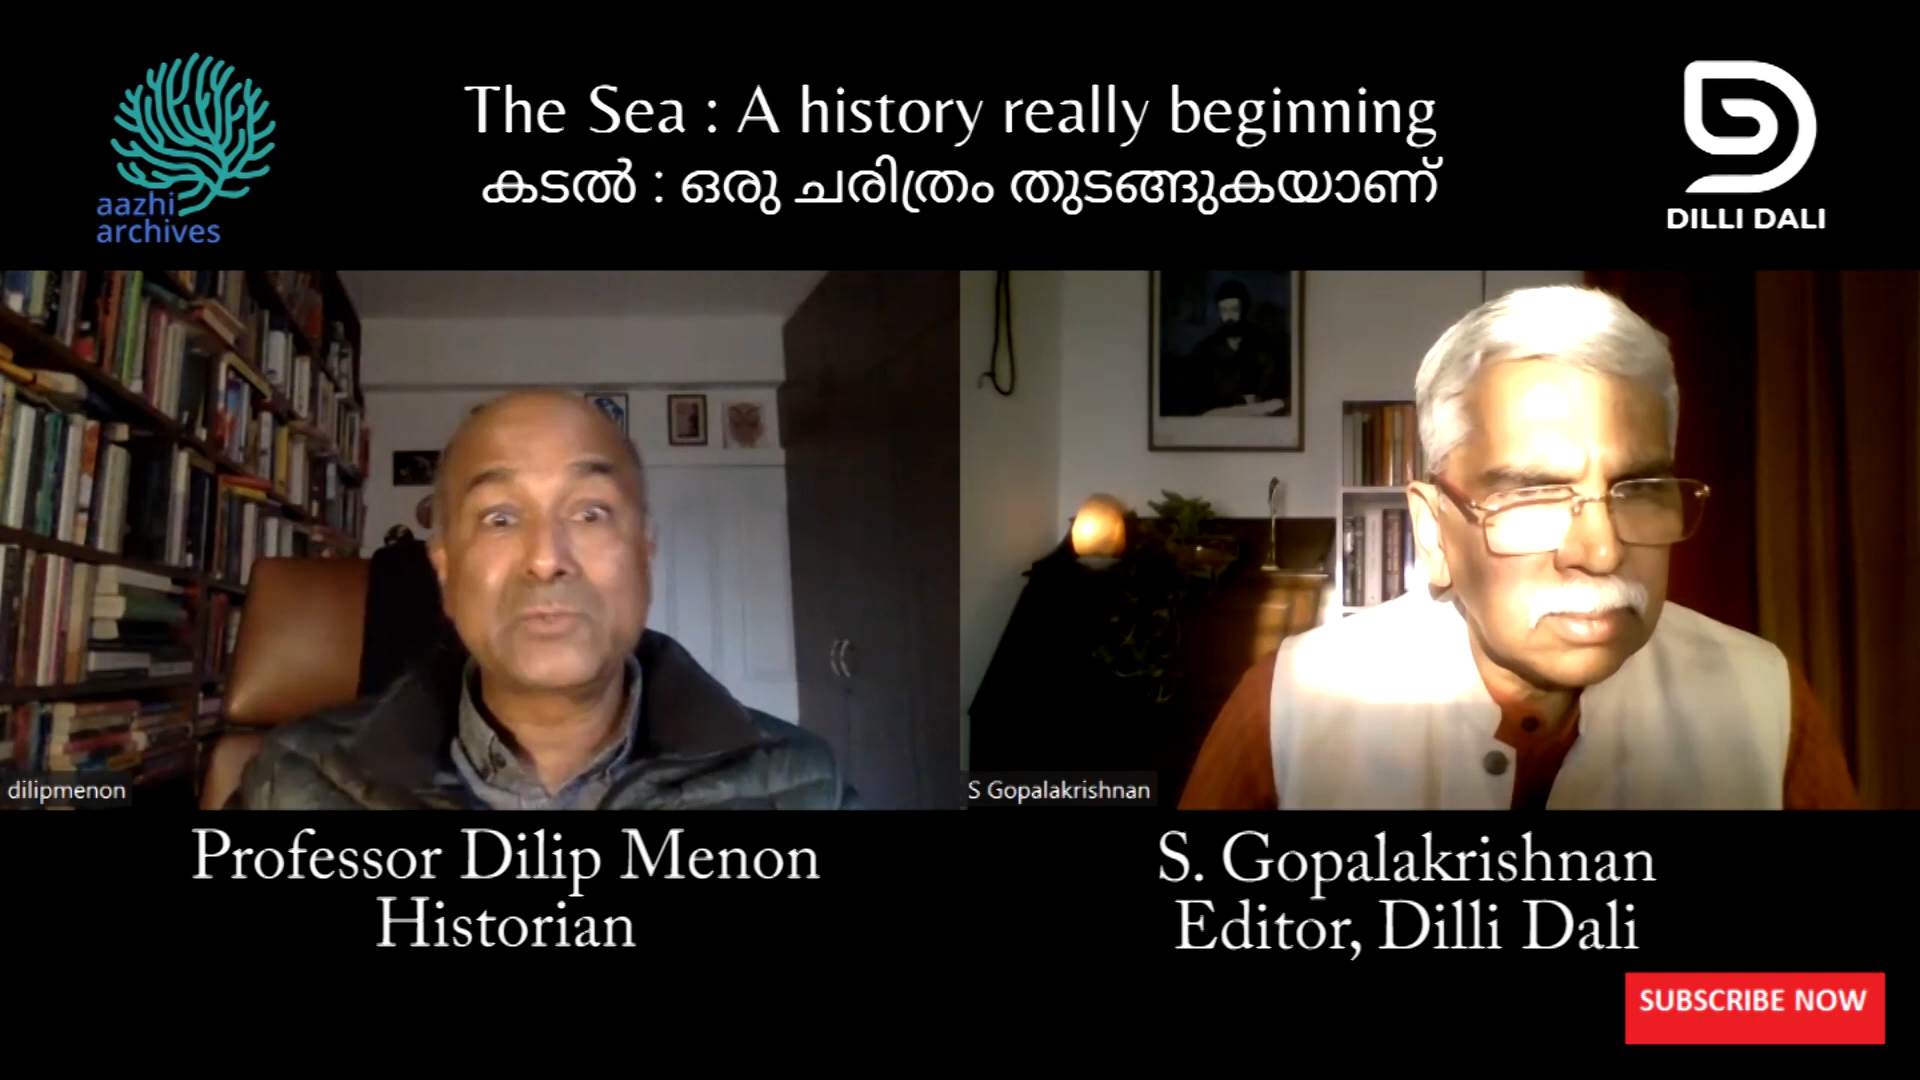 The Sea : A history really beginning
കടൽ : ഒരു ചരിത്രം തുടങ്ങുകയാണ്
aazhi
archives
DILLI DALI
dilipmenon
S Gopalakrishnan
Professor Dilip Menon
Historian
S. Gopalakrishnan
Editor, Dilli Dali
SUBSCRIBE NOW